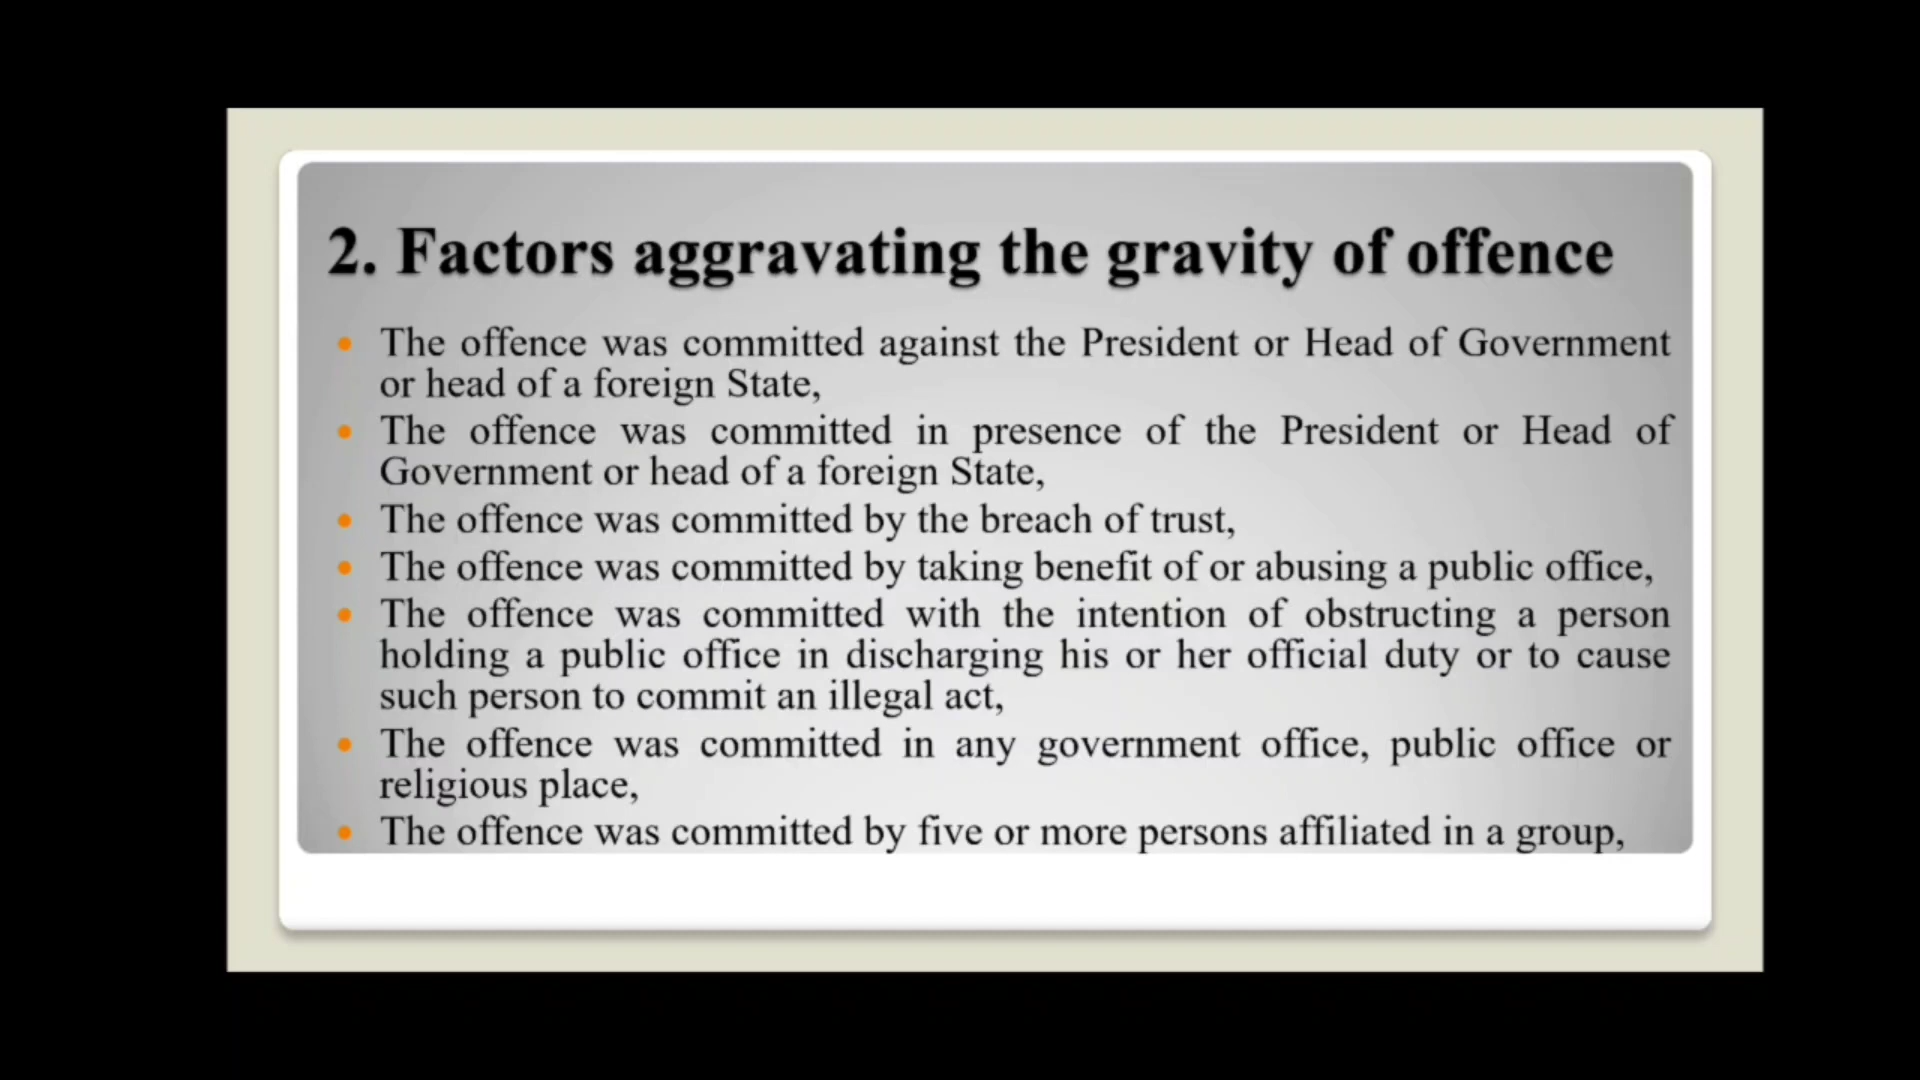 2. Factors aggravating the gravity of offence
• The offence was committed against the President or Head of Government
or head of a foreign State,
• The offence was committed in presence of the President or Head of
Government or head of a foreign State,
• The offence was committed by the breach of trust,
• The offence was committed by taking benefit of or abusing a public office,
• The offence was committed with the intention of obstructing a person
holding a public office in discharging his or her official duty or to cause
such person to commit an illegal act,
• The offence was committed in any government office, public office or
religious place,
• The offence was committed by five or more persons affiliated in a group,